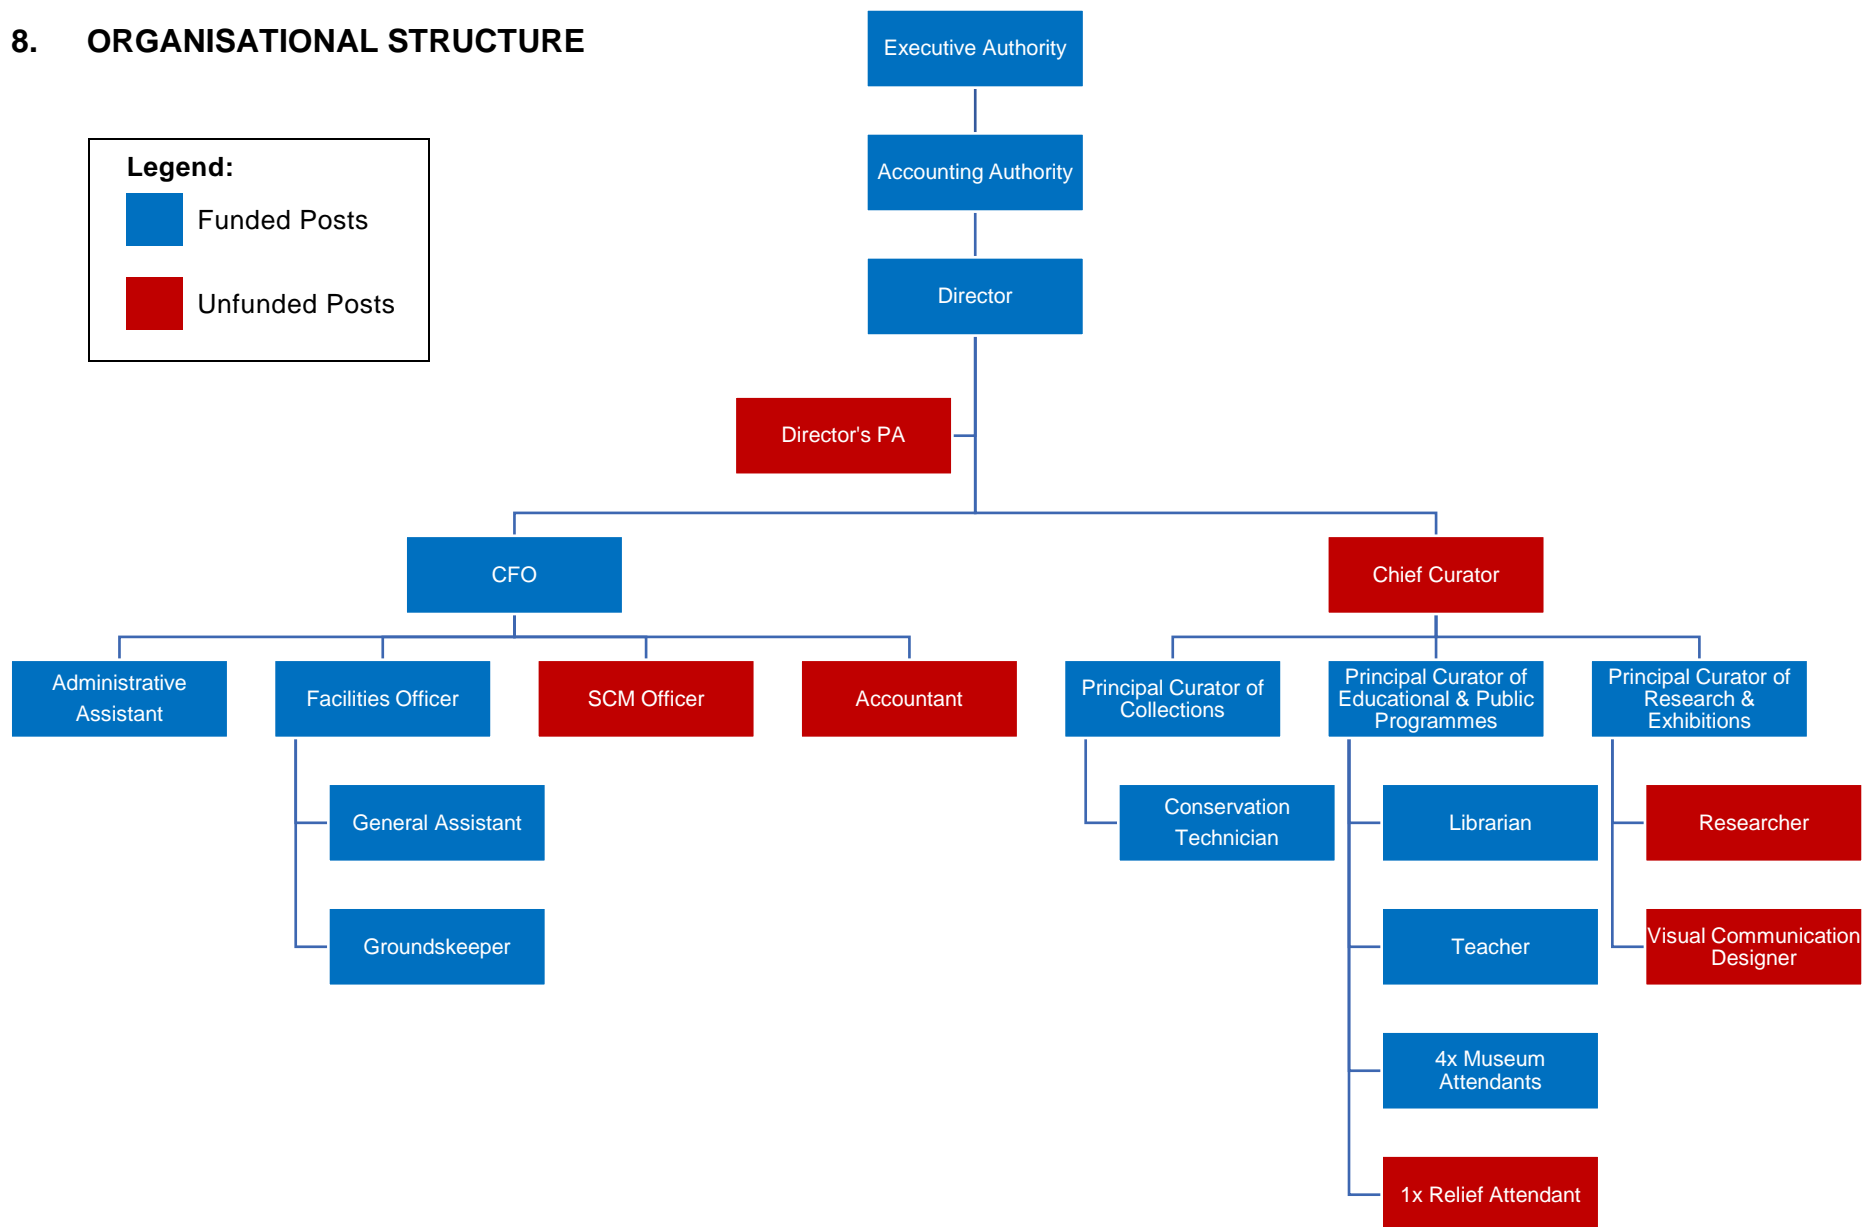 8. ORGANISATIONAL STRUCTURE
Legend:
Funded Posts
Unfunded Posts
Executive Authority
Accounting Authority
Director
Director's PA
CFO
Chief Curator
Administrative
Assistant
Facilities Officer
SCM Officer
Accountant
Principal Curator of
Collections
Principal Curator of
Educational & Public
Programmes
Principal Curator of
Research &
Exhibitions
General Assistant
Groundskeeper
Conservation
Technician
Librarian
Teacher
4x Museum
Attendants
1x Relief Attendant
Researcher
Visual Communication
Designer